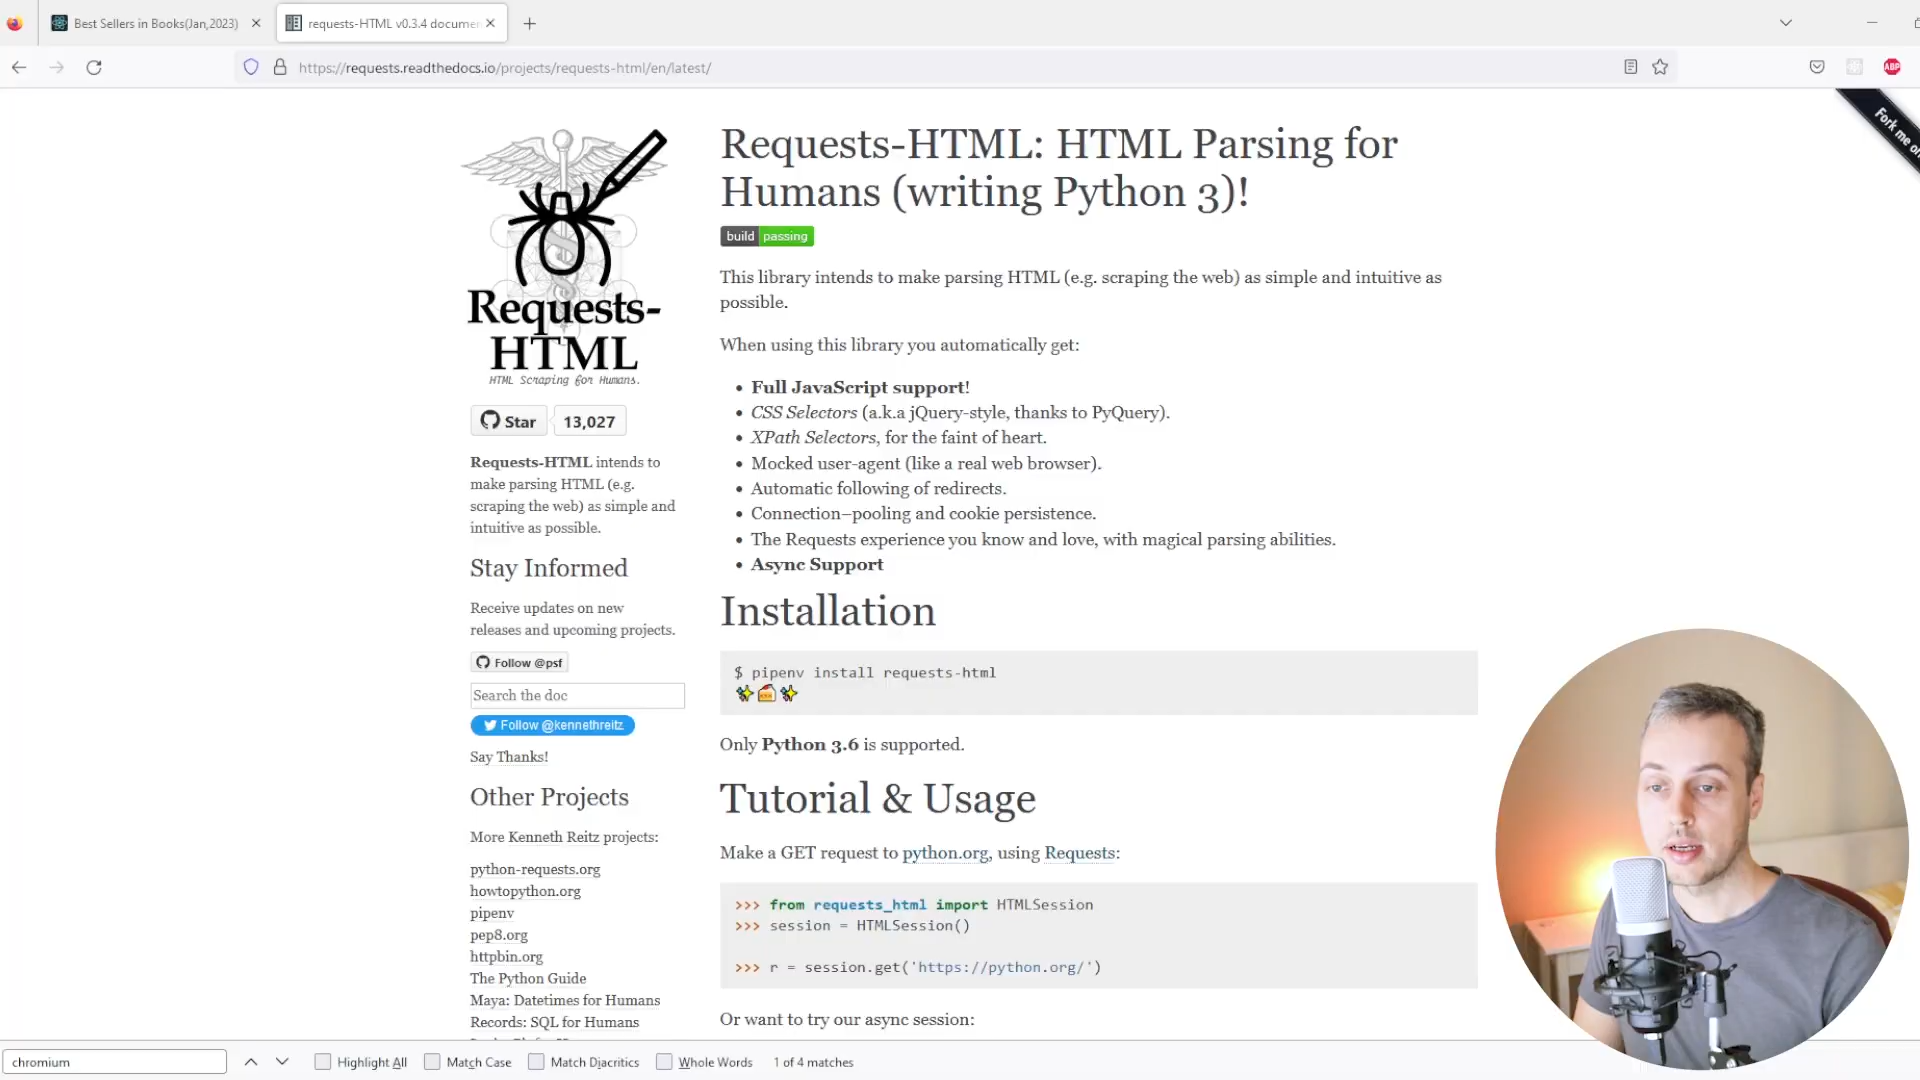 Best Sellers in Books(Jan,2023)
requests-HTML v0.3.4 docume
https://requests.readthedocs.io/projects/requests-html/en/latest/
ABP
Fork me on
Requests-
HTML
HTML Scraping for Humans.
Star
13,027
Requests-HTML intends to
make parsing HTML (e.g.
scraping the web) as simple and
intuitive as possible.
Stay Informed
Receive updates on new
releases and upcoming projects.
Follow @psf
Search the doc
Follow @kennethreitz
Say Thanks!
Other Projects
More Kenneth Reitz projects:
python-requests.org
howtopython.org
pipenv
pep8.org
httpbin.org
The Python Guide
Maya: Datetimes for Humans
Records: SQL for Humans
Requests-HTML: HTML Parsing for
Humans (writing Python 3)!
build passing
This library intends to make parsing HTML (e.g. scraping the web) as simple and intuitive as
possible.
When using this library you automatically get:
• Full JavaScript support!
• CSS Selectors (a.k.a jQuery-style, thanks to PyQuery).
• XPath Selectors, for the faint of heart.
• Mocked user-agent (like a real web browser).
• Automatic following of redirects.
• Connection–pooling and cookie persistence.
• The Requests experience you know and love, with magical parsing abilities.
• Async Support
Installation
$ pipenv install requests-html
✨🍰✨
Only Python 3.6 is supported.
Tutorial & Usage
Make a GET request to python.org, using Requests:
>>> from requests_html import HTMLSession
>>> session = HTMLSession()
>>> r = session.get('https://python.org/')
Or want to try our async session:
chromium
Highlight All
Match Case
Match Diacritics
Whole Words
1 of 4 matches